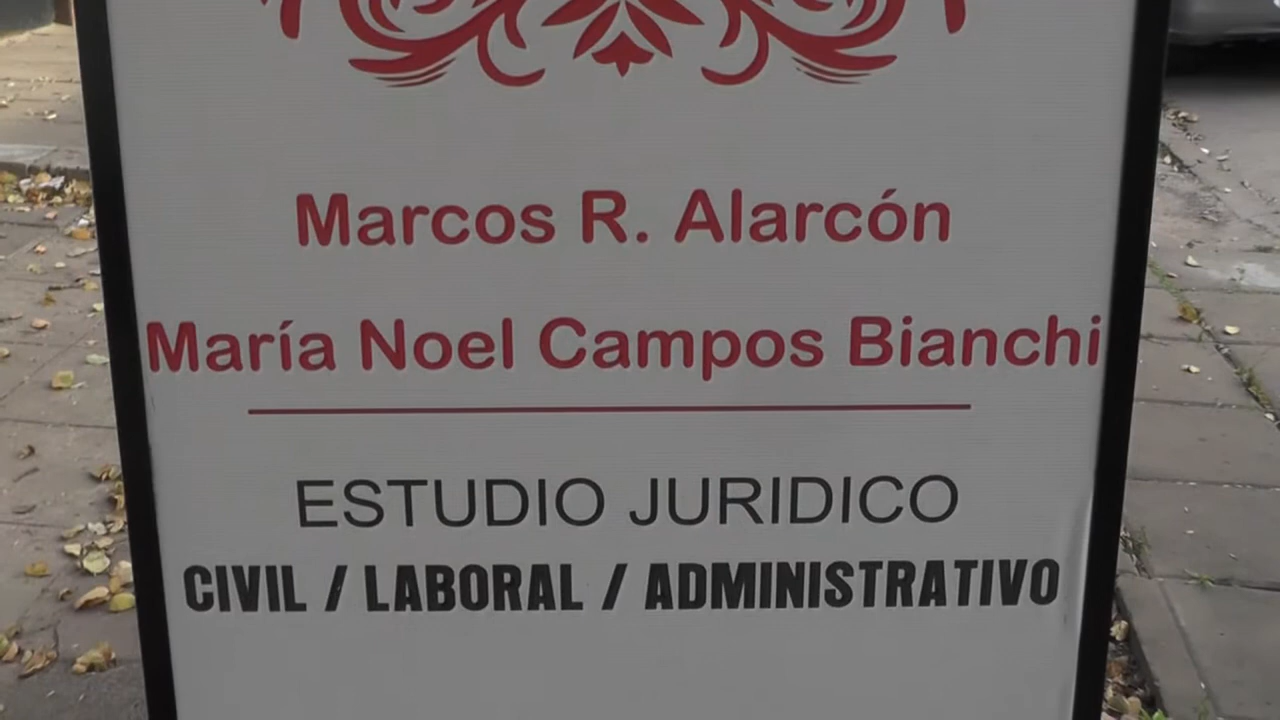 Marcos R. Alarcón
María Noel Campos Bianchi
ESTUDIO JURIDICO
CIVIL / LABORAL / ADMINISTRATIVO